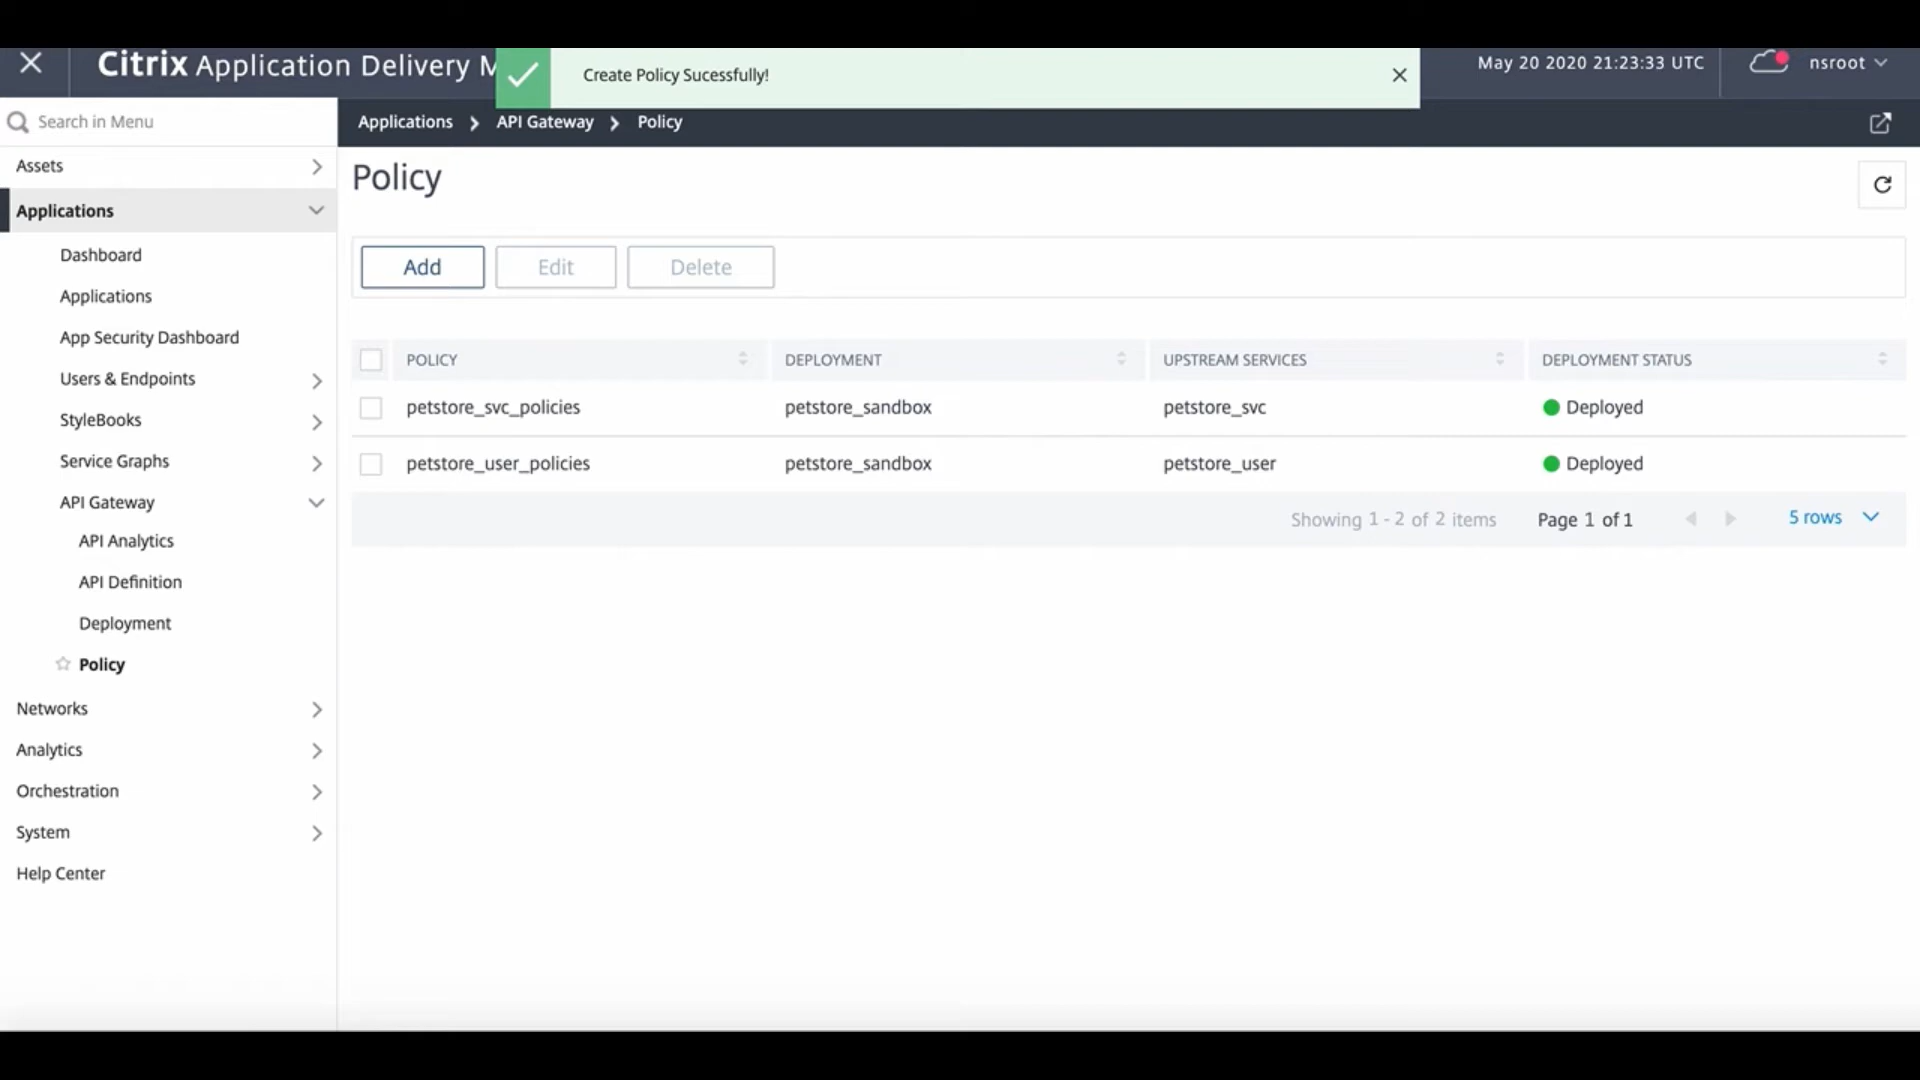 Citrix Application Delivery M
Create Policy Sucessfully!
May 20 2020 21:23:33 UTC
nsroot
Search in Menu
Applications > API Gateway > Policy
Assets
Applications
Dashboard
Applications
App Security Dashboard
Users & Endpoints
StyleBooks
Service Graphs
API Gateway
API Analytics
API Definition
Deployment
Policy
Networks
Analytics
Orchestration
System
Help Center
Policy
Add Edit Delete
POLICY DEPLOYMENT UPSTREAM SERVICES DEPLOYMENT STATUS
petstore_svc_policies petstore_sandbox petstore_svc Deployed
petstore_user_policies petstore_sandbox petstore_user Deployed
Showing 1 - 2 of 2 items Page 1 of 1 5 rows